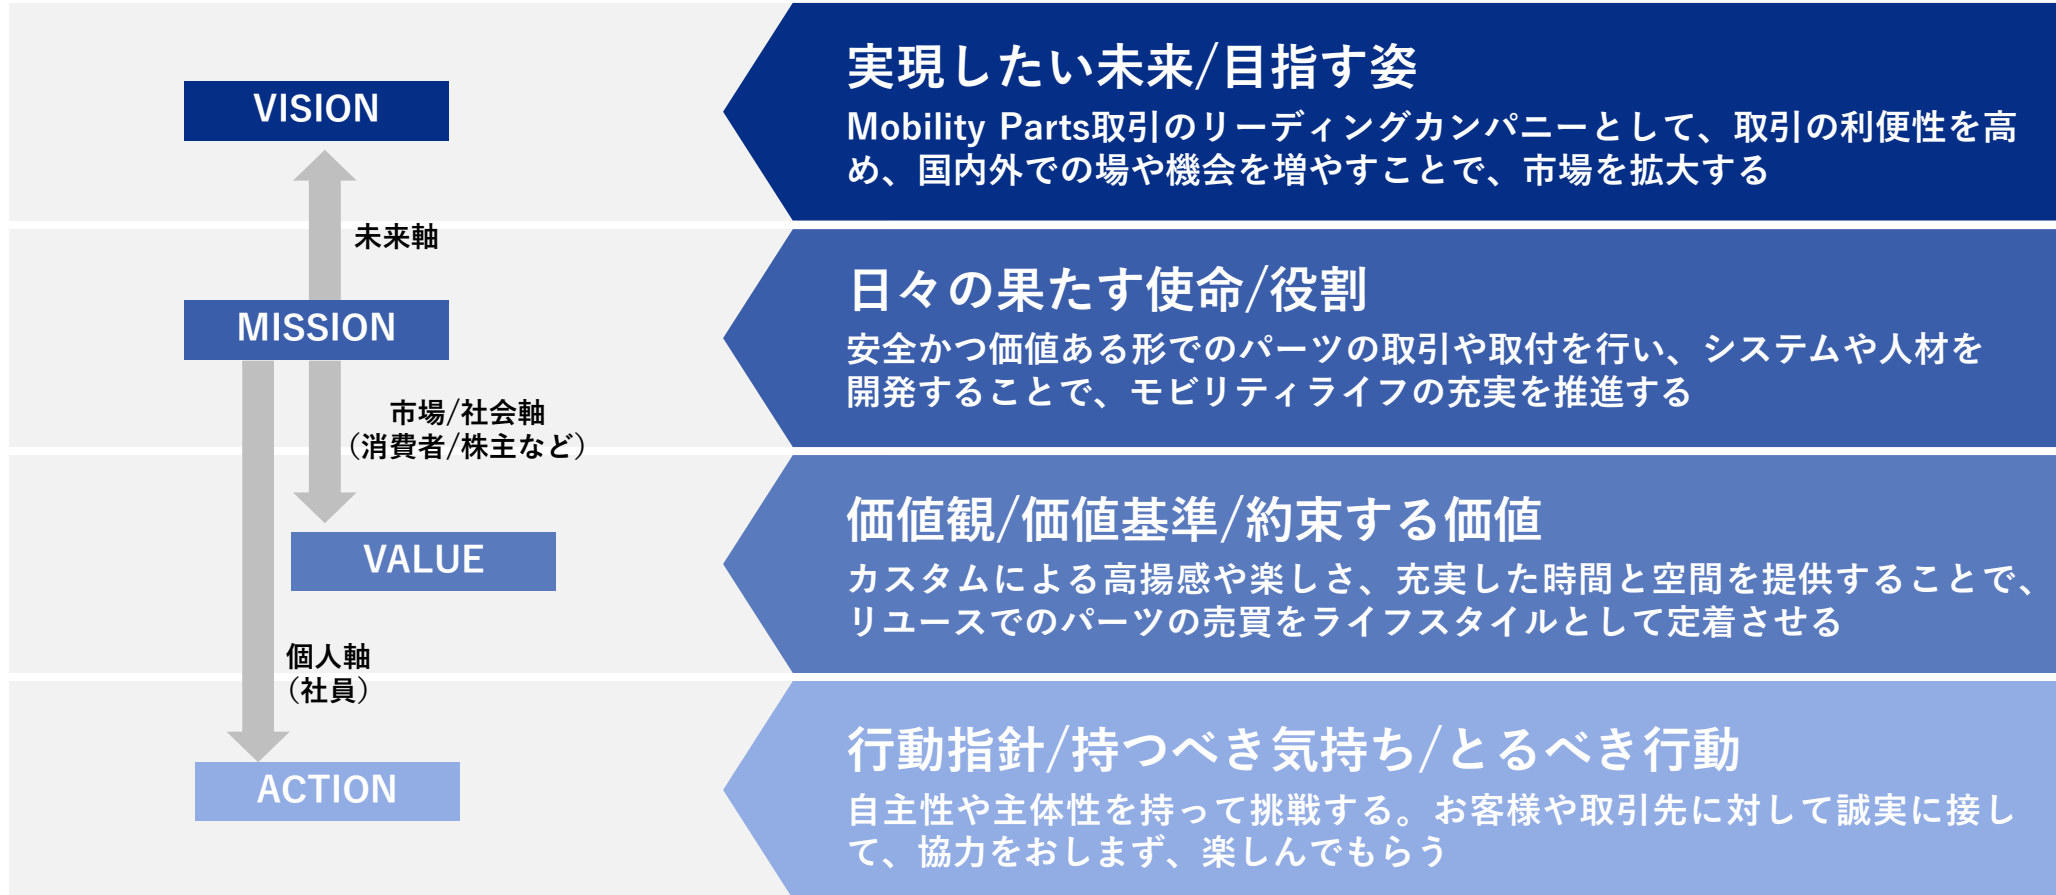 VISION
実現したい未来/目指す姿
Mobility Parts取引のリーディングカンパニーとして、取引の利便性を高
め、国内外での場や機会を増やすことで、市場を拡大する
未来軸
MISSION
日々の果たす使命/役割
安全かつ価値ある形でのパーツの取引や取付を行い、システムや人材を
開発することで、モビリティライフの充実を推進する
市場/社会軸
（消費者/株主など）
VALUE
価値観/価値基準/約束する価値
カスタムによる高揚感や楽しさ、充実した時間と空間を提供することで、
リユースでのパーツの売買をライフスタイルとして定着させる
個人軸
（社員）
ACTION
行動指針/持つべき気持ち/とるべき行動
自主性や主体性を持って挑戦する。お客様や取引先に対して誠実に接し
て、協力をおしまず、楽しんでもらう